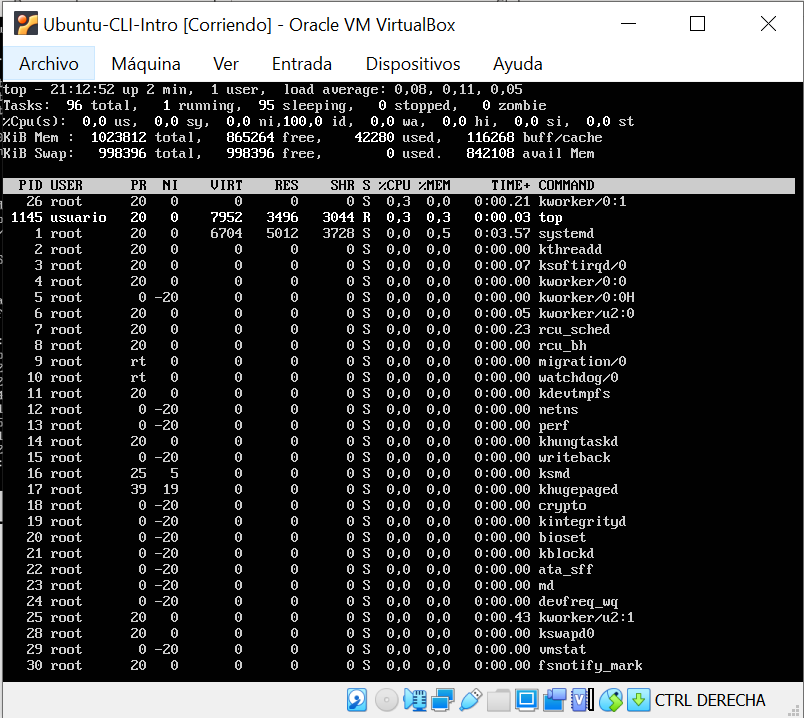 Ubuntu-CLI-Intro [Corriendo] - Oracle VM VirtualBox
Archivo Máquina Ver Entrada Dispositivos Ayuda
top - 21:12:52 up 2 min,  1 user,  load average: 0,08, 0,11, 0,05
Tasks:  96 total,   1 running,  95 sleeping,   0 stopped,   0 zombie
%Cpu(s):  0,0 us,  0,0 sy,  0,0 ni,100,0 id,  0,0 wa,  0,0 hi,  0,0 si,  0,0 st
KiB Mem :  1023812 total,   865264 free,    42280 used,   116268 buff/cache
KiB Swap:   998396 total,   998396 free,        0 used.   842108 avail Mem
PID USER      PR  NI    VIRT    RES    SHR S %CPU %MEM     TIME+ COMMAND
26 root      20   0       0      0      0 S  0,3  0,0   0:00.21 kworker/0:1
1145 usuario   20   0    7952   3496   3044 R  0,3  0,3   0:00.03 top
1 root      20   0    6704   5012   3728 S  0,0  0,5   0:03.57 systemd
2 root      20   0       0      0      0 S  0,0  0,0   0:00.00 kthreadd
3 root      20   0       0      0      0 S  0,0  0,0   0:00.07 ksoftirqd/0
4 root      20   0       0      0      0 S  0,0  0,0   0:00.00 kworker/0:0
5 root       0 -20       0      0      0 S  0,0  0,0   0:00.00 kworker/0:0H
6 root      20   0       0      0      0 S  0,0  0,0   0:00.05 kworker/u2:0
7 root      20   0       0      0      0 S  0,0  0,0   0:00.23 rcu_sched
8 root      20   0       0      0      0 S  0,0  0,0   0:00.00 rcu_bh
9 root      rt   0       0      0      0 S  0,0  0,0   0:00.00 migration/0
10 root      rt   0       0      0      0 S  0,0  0,0   0:00.00 watchdog/0
11 root      20   0       0      0      0 S  0,0  0,0   0:00.00 kdevtmpfs
12 root       0 -20       0      0      0 S  0,0  0,0   0:00.00 netns
13 root       0 -20       0      0      0 S  0,0  0,0   0:00.00 perf
14 root      20   0       0      0      0 S  0,0  0,0   0:00.00 khungtaskd
15 root       0 -20       0      0      0 S  0,0  0,0   0:00.00 writeback
16 root      25   5       0      0      0 S  0,0  0,0   0:00.00 ksmd
17 root      39  19       0      0      0 S  0,0  0,0   0:00.00 khugepaged
18 root       0 -20       0      0      0 S  0,0  0,0   0:00.00 crypto
19 root       0 -20       0      0      0 S  0,0  0,0   0:00.00 kintegrityd
20 root       0 -20       0      0      0 S  0,0  0,0   0:00.00 bioset
21 root       0 -20       0      0      0 S  0,0  0,0   0:00.00 kblockd
22 root       0 -20       0      0      0 S  0,0  0,0   0:00.00 ata_sff
23 root       0 -20       0      0      0 S  0,0  0,0   0:00.00 md
24 root       0 -20       0      0      0 S  0,0  0,0   0:00.00 devfreq_wq
25 root      20   0       0      0      0 S  0,0  0,0   0:00.43 kworker/u2:1
28 root      20   0       0      0      0 S  0,0  0,0   0:00.00 kswapd0
29 root       0 -20       0      0      0 S  0,0  0,0   0:00.00 vmstat
30 root      20   0       0      0      0 S  0,0  0,0   0:00.00 fsnotify_mark
CTRL DERECHA